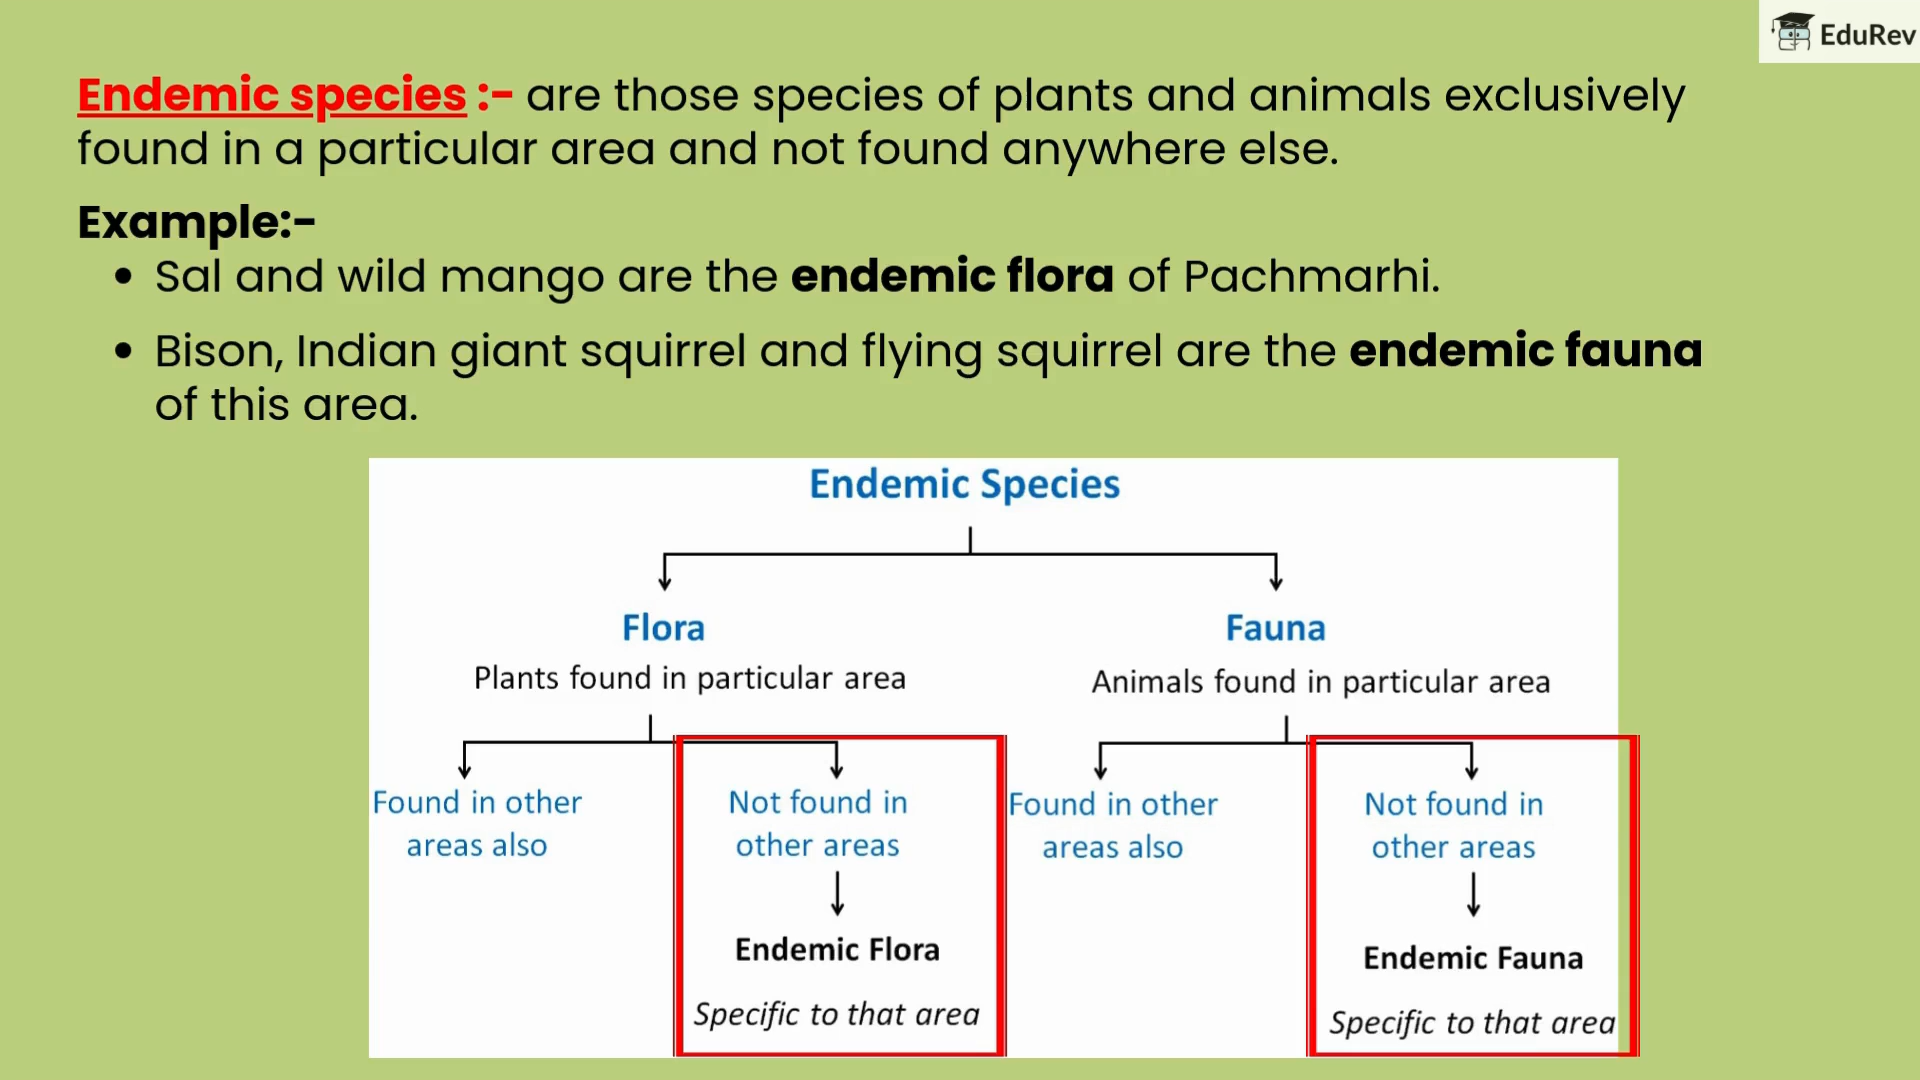 EduRev
Endemic species :- are those species of plants and animals exclusively
found in a particular area and not found anywhere else.
Example:-
• Sal and wild mango are the endemic flora of Pachmarhi.
• Bison, Indian giant squirrel and flying squirrel are the endemic fauna
of this area.
Endemic Species
Flora
Fauna
Plants found in particular area
Animals found in particular area
Found in other
areas also
Not found in
other areas
Found in other
areas also
Not found in
other areas
Endemic Flora
Endemic Fauna
Specific to that area
Specific to that area